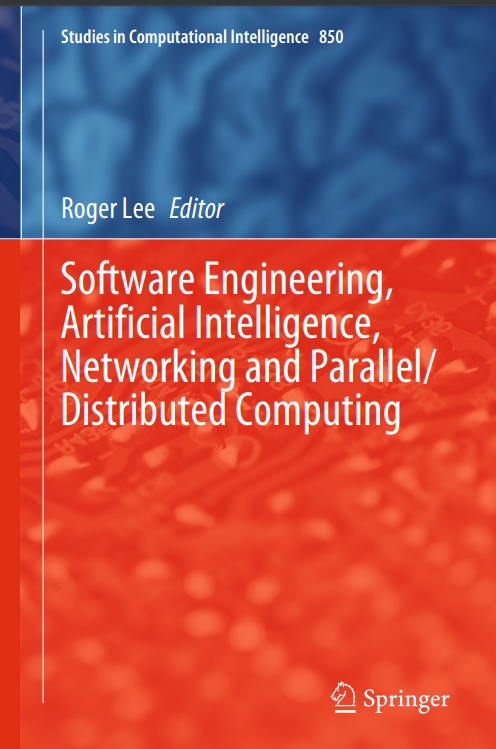 Studies in Computational Intelligence 850
Roger Lee Editor
Software Engineering,
Artificial Intelligence,
Networking and Parallel/
Distributed Computing
Springer